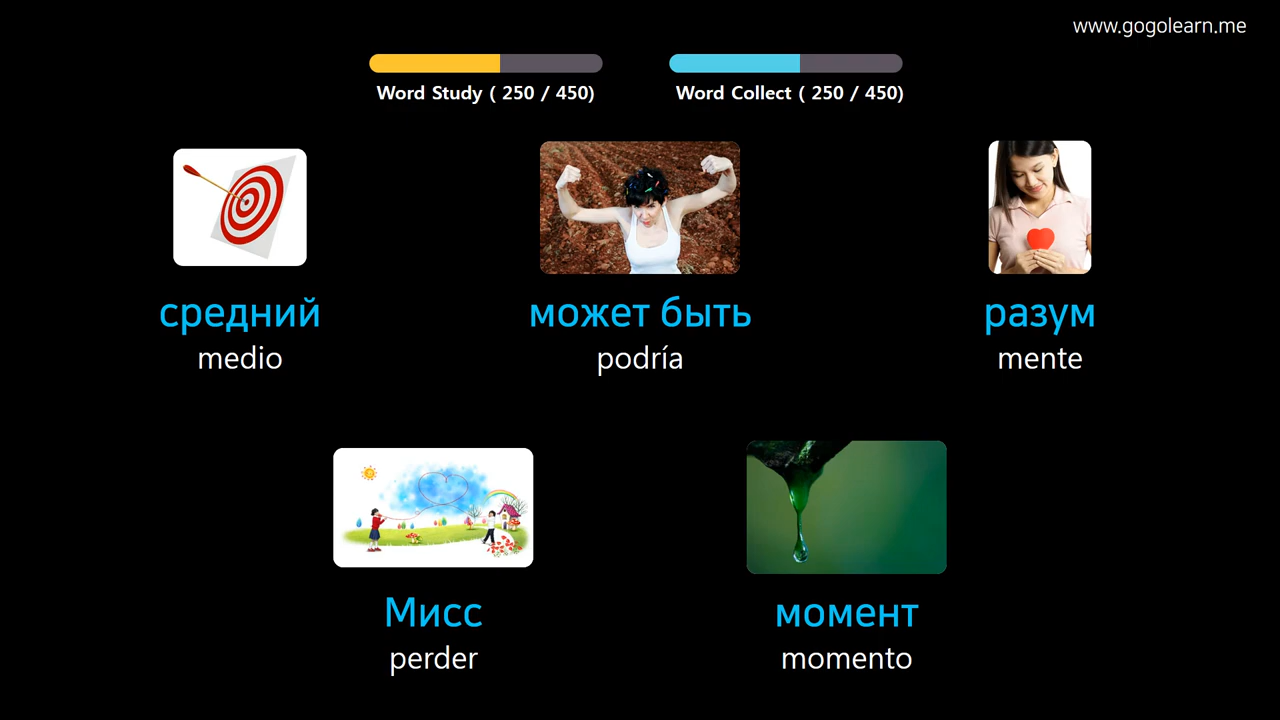 www.gogolearn.me
Word Study ( 250 / 450)
Word Collect ( 250 / 450)
средний
medio
может быть
podría
разум
mente
Мисс
perder
момент
momento